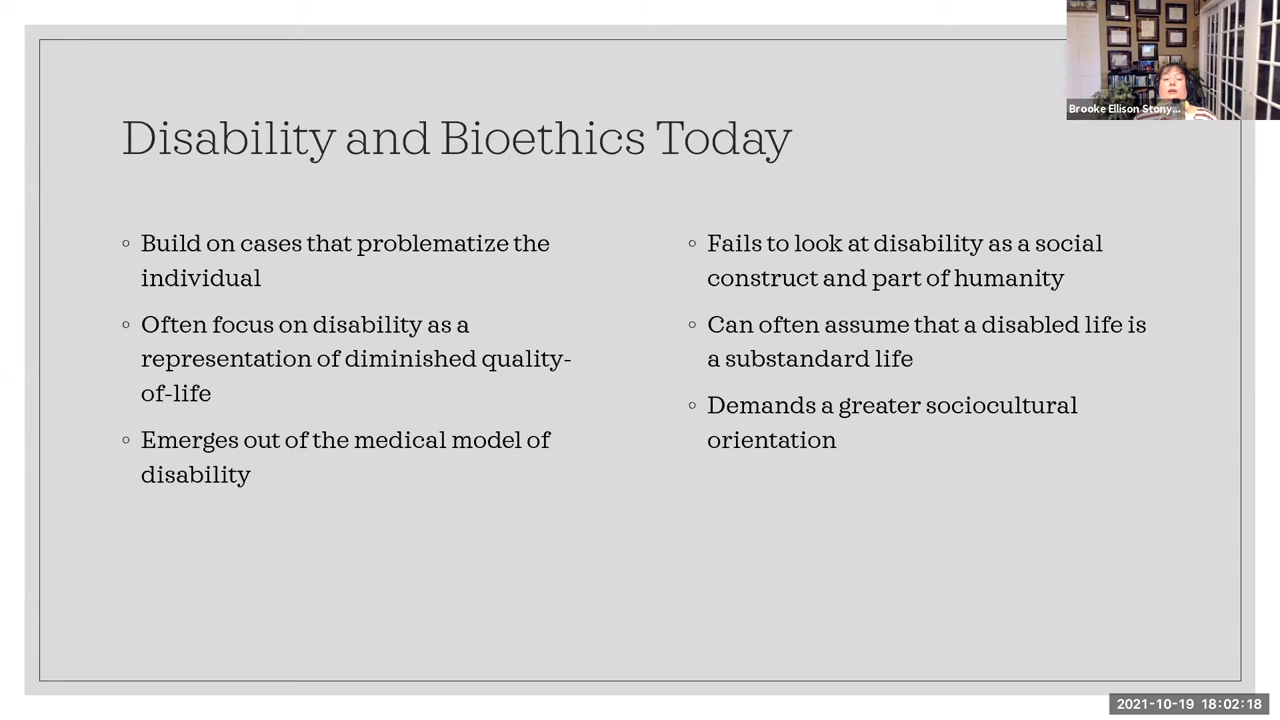 Brooke Ellison Stony...
Disability and Bioethics Today
◦ Build on cases that problematize the
individual
◦ Often focus on disability as a
representation of diminished quality-
of-life
◦ Emerges out of the medical model of
disability
◦ Fails to look at disability as a social
construct and part of humanity
◦ Can often assume that a disabled life is
a substandard life
◦ Demands a greater sociocultural
orientation
2021-10-19 18:02:18